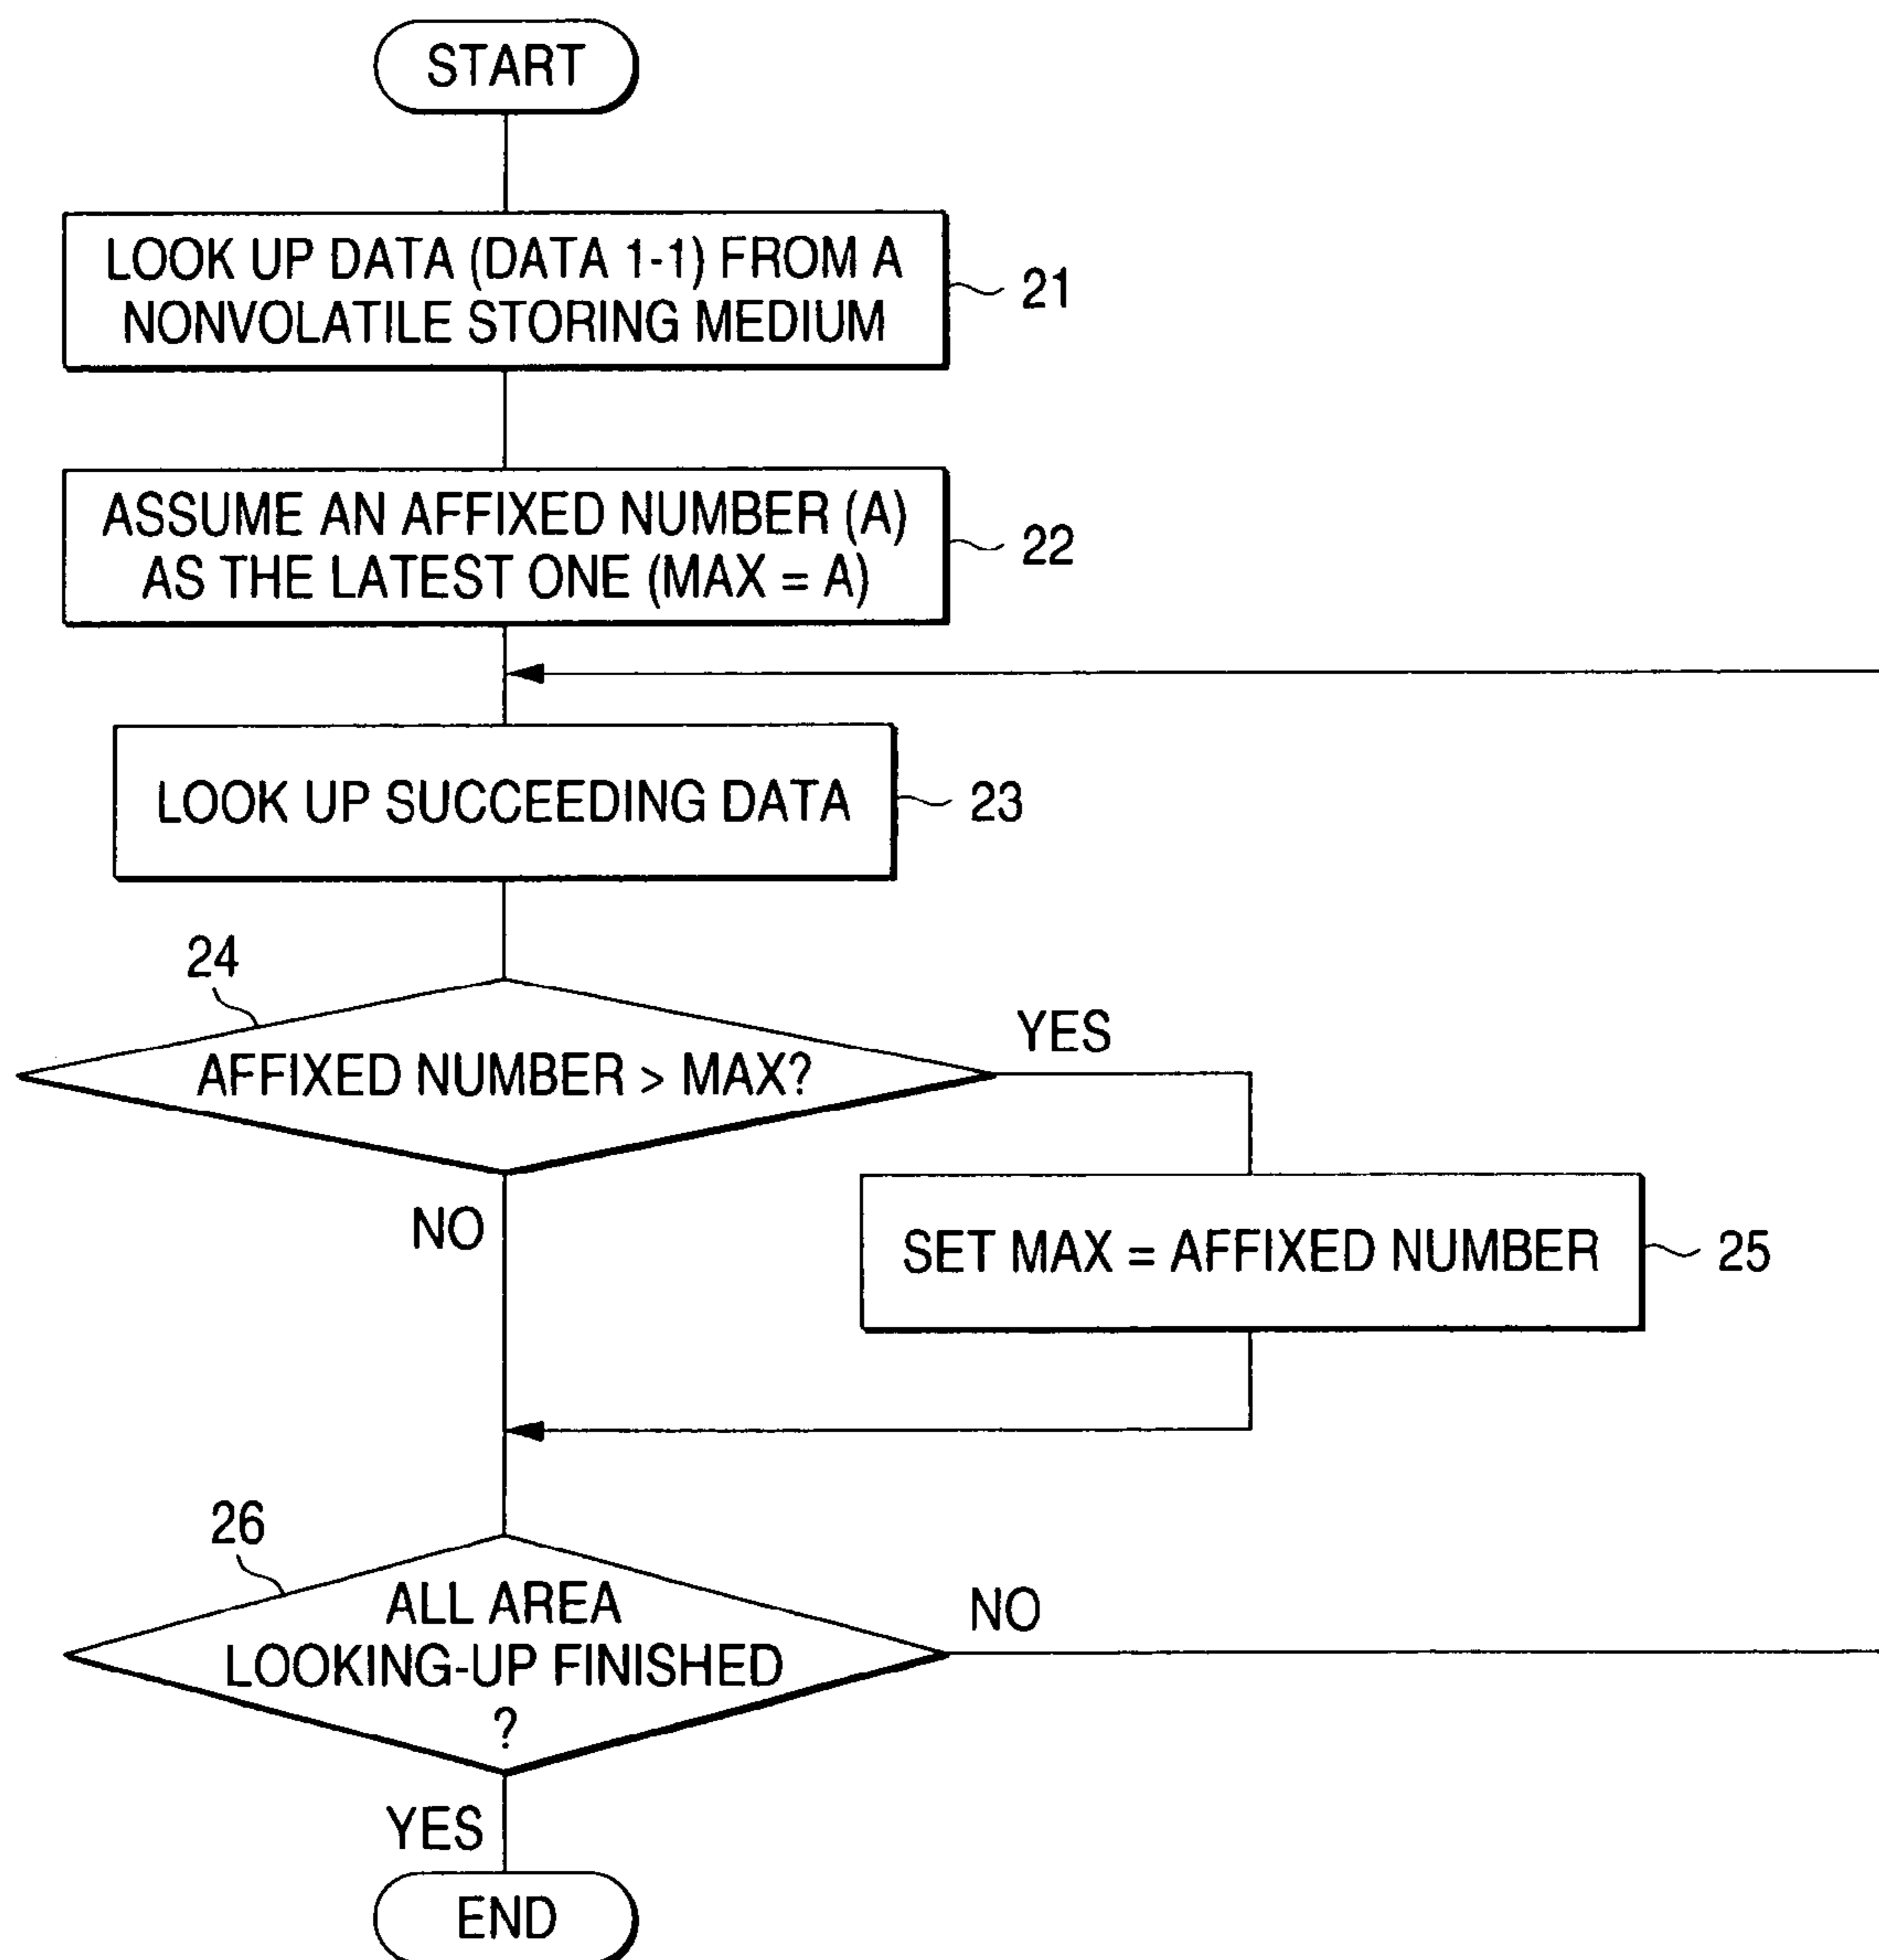 START
LOOK UP DATA (DATA 1-1) FROM A
NONVOLATILE STORING MEDIUM
21
ASSUME AN AFFIXED NUMBER (A)
AS THE LATEST ONE (MAX = A)
22
LOOK UP SUCCEEDING DATA
23
24
AFFIXED NUMBER > MAX?
YES
NO
SET MAX = AFFIXED NUMBER
25
26
ALL AREA
LOOKING-UP FINISHED
?
NO
YES
END